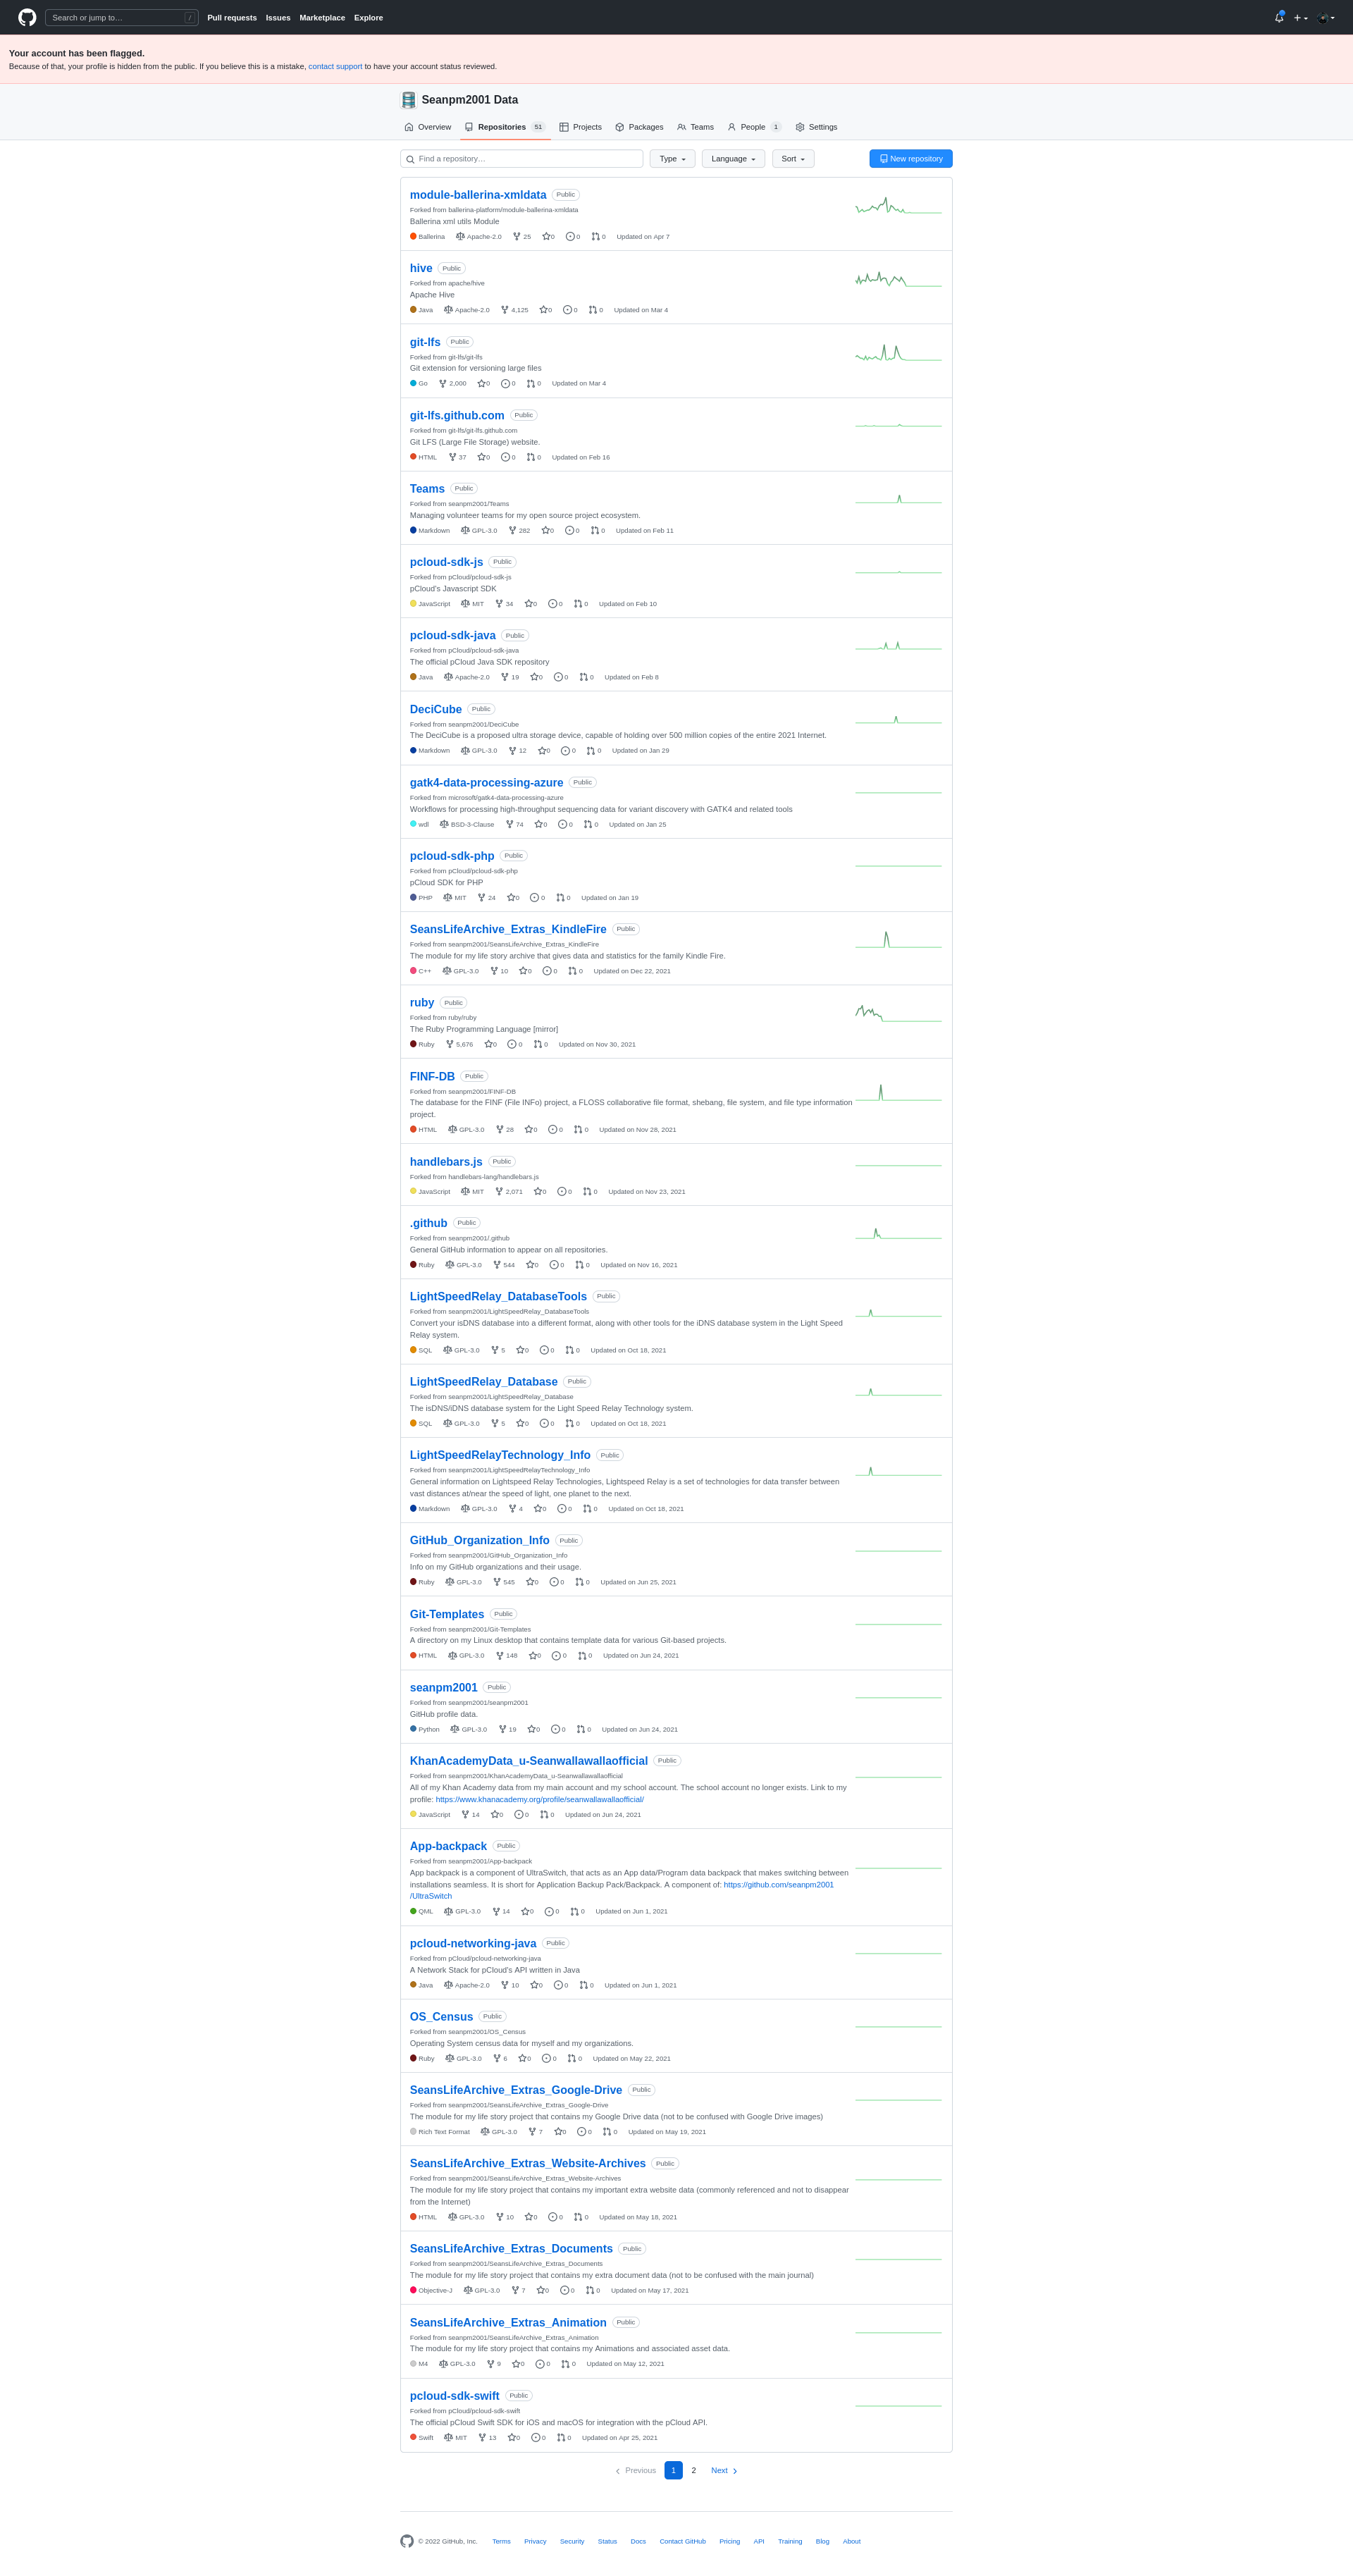 Search or jump to… /
Pull requests Issues Marketplace Explore
Your account has been flagged.
Because of that, your profile is hidden from the public. If you believe this is a mistake, contact support to have your account status reviewed.
Seanpm2001 Data
Overview Repositories 51 Projects Packages Teams People 1 Settings
Find a repository… Type Language Sort New repository
module-ballerina-xmldata Public
Forked from ballerina-platform/module-ballerina-xmldata
Ballerina xml utils Module
Ballerina Apache-2.0 25 0 0 0 Updated on Apr 7
hive Public
Forked from apache/hive
Apache Hive
Java Apache-2.0 4,125 0 0 0 Updated on Mar 4
git-lfs Public
Forked from git-lfs/git-lfs
Git extension for versioning large files
Go 2,000 0 0 0 Updated on Mar 4
git-lfs.github.com Public
Forked from git-lfs/git-lfs.github.com
Git LFS (Large File Storage) website.
HTML 37 0 0 0 Updated on Feb 16
Teams Public
Forked from seanpm2001/Teams
Managing volunteer teams for my open source project ecosystem.
Markdown GPL-3.0 282 0 0 0 Updated on Feb 11
pcloud-sdk-js Public
Forked from pCloud/pcloud-sdk-js
pCloud's Javascript SDK
JavaScript MIT 34 0 0 0 Updated on Feb 10
pcloud-sdk-java Public
Forked from pCloud/pcloud-sdk-java
The official pCloud Java SDK repository
Java Apache-2.0 19 0 0 0 Updated on Feb 8
DeciCube Public
Forked from seanpm2001/DeciCube
The DeciCube is a proposed ultra storage device, capable of holding over 500 million copies of the entire 2021 Internet.
Markdown GPL-3.0 12 0 0 0 Updated on Jan 29
gatk4-data-processing-azure Public
Forked from microsoft/gatk4-data-processing-azure
Workflows for processing high-throughput sequencing data for variant discovery with GATK4 and related tools
wdl BSD-3-Clause 74 0 0 0 Updated on Jan 25
pcloud-sdk-php Public
Forked from pCloud/pcloud-sdk-php
pCloud SDK for PHP
PHP MIT 24 0 0 0 Updated on Jan 19
SeansLifeArchive_Extras_KindleFire Public
Forked from seanpm2001/SeansLifeArchive_Extras_KindleFire
The module for my life story archive that gives data and statistics for the family Kindle Fire.
C++ GPL-3.0 10 0 0 0 Updated on Dec 22, 2021
ruby Public
Forked from ruby/ruby
The Ruby Programming Language [mirror]
Ruby 5,676 0 0 0 Updated on Nov 30, 2021
FINF-DB Public
Forked from seanpm2001/FINF-DB
The database for the FINF (File INFo) project, a FLOSS collaborative file format, shebang, file system, and file type information
project.
HTML GPL-3.0 28 0 0 0 Updated on Nov 28, 2021
handlebars.js Public
Forked from handlebars-lang/handlebars.js
JavaScript MIT 2,071 0 0 0 Updated on Nov 23, 2021
.github Public
Forked from seanpm2001/.github
General GitHub information to appear on all repositories.
Ruby GPL-3.0 544 0 0 0 Updated on Nov 16, 2021
LightSpeedRelay_DatabaseTools Public
Forked from seanpm2001/LightSpeedRelay_DatabaseTools
Convert your isDNS database into a different format, along with other tools for the iDNS database system in the Light Speed
Relay system.
SQL GPL-3.0 5 0 0 0 Updated on Oct 18, 2021
LightSpeedRelay_Database Public
Forked from seanpm2001/LightSpeedRelay_Database
The isDNS/iDNS database system for the Light Speed Relay Technology system.
SQL GPL-3.0 5 0 0 0 Updated on Oct 18, 2021
LightSpeedRelayTechnology_Info Public
Forked from seanpm2001/LightSpeedRelayTechnology_Info
General information on Lightspeed Relay Technologies, Lightspeed Relay is a set of technologies for data transfer between
vast distances at/near the speed of light, one planet to the next.
Markdown GPL-3.0 4 0 0 0 Updated on Oct 18, 2021
GitHub_Organization_Info Public
Forked from seanpm2001/GitHub_Organization_Info
Info on my GitHub organizations and their usage.
Ruby GPL-3.0 545 0 0 0 Updated on Jun 25, 2021
Git-Templates Public
Forked from seanpm2001/Git-Templates
A directory on my Linux desktop that contains template data for various Git-based projects.
HTML GPL-3.0 148 0 0 0 Updated on Jun 24, 2021
seanpm2001 Public
Forked from seanpm2001/seanpm2001
GitHub profile data.
Python GPL-3.0 19 0 0 0 Updated on Jun 24, 2021
KhanAcademyData_u-Seanwallawallaofficial Public
Forked from seanpm2001/KhanAcademyData_u-Seanwallawallaofficial
All of my Khan Academy data from my main account and my school account. The school account no longer exists. Link to my
profile: https://www.khanacademy.org/profile/seanwallawallaofficial/
JavaScript 14 0 0 0 Updated on Jun 24, 2021
App-backpack Public
Forked from seanpm2001/App-backpack
App backpack is a component of UltraSwitch, that acts as an App data/Program data backpack that makes switching between
installations seamless. It is short for Application Backup Pack/Backpack. A component of: https://github.com/seanpm2001
/UltraSwitch
QML GPL-3.0 14 0 0 0 Updated on Jun 1, 2021
pcloud-networking-java Public
Forked from pCloud/pcloud-networking-java
A Network Stack for pCloud's API written in Java
Java Apache-2.0 10 0 0 0 Updated on Jun 1, 2021
OS_Census Public
Forked from seanpm2001/OS_Census
Operating System census data for myself and my organizations.
Ruby GPL-3.0 6 0 0 0 Updated on May 22, 2021
SeansLifeArchive_Extras_Google-Drive Public
Forked from seanpm2001/SeansLifeArchive_Extras_Google-Drive
The module for my life story project that contains my Google Drive data (not to be confused with Google Drive images)
Rich Text Format GPL-3.0 7 0 0 0 Updated on May 19, 2021
SeansLifeArchive_Extras_Website-Archives Public
Forked from seanpm2001/SeansLifeArchive_Extras_Website-Archives
The module for my life story project that contains my important extra website data (commonly referenced and not to disappear
from the Internet)
HTML GPL-3.0 10 0 0 0 Updated on May 18, 2021
SeansLifeArchive_Extras_Documents Public
Forked from seanpm2001/SeansLifeArchive_Extras_Documents
The module for my life story project that contains my extra document data (not to be confused with the main journal)
Objective-J GPL-3.0 7 0 0 0 Updated on May 17, 2021
SeansLifeArchive_Extras_Animation Public
Forked from seanpm2001/SeansLifeArchive_Extras_Animation
The module for my life story project that contains my Animations and associated asset data.
M4 GPL-3.0 9 0 0 0 Updated on May 12, 2021
pcloud-sdk-swift Public
Forked from pCloud/pcloud-sdk-swift
The official pCloud Swift SDK for iOS and macOS for integration with the pCloud API.
Swift MIT 13 0 0 0 Updated on Apr 25, 2021
Previous 1 2 Next
© 2022 GitHub, Inc. Terms Privacy Security Status Docs Contact GitHub Pricing API Training Blog About